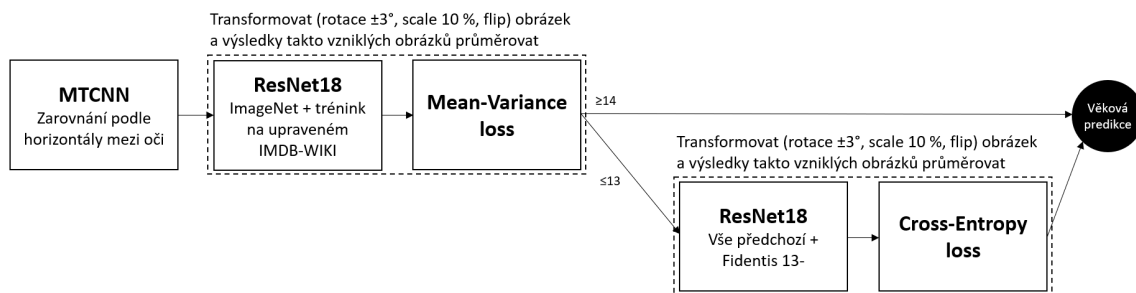 Transformovat (rotace ±3°, scale 10 %, flip) obrázek
a výsledky takto vzniklých obrázků průměrovat
MTCNN
Zarovnání podle
horizontály mezi oči
ResNet18
ImageNet + trénink
na upraveném
IMDB-WIKI
Mean-Variance
loss
≥14
≤13
Věková
predikce
Transformovat (rotace ±3°, scale 10 %, flip) obrázek
a výsledky takto vzniklých obrázků průměrovat
ResNet18
Vše předchozí +
Fidentis 13-
Cross-Entropy
loss